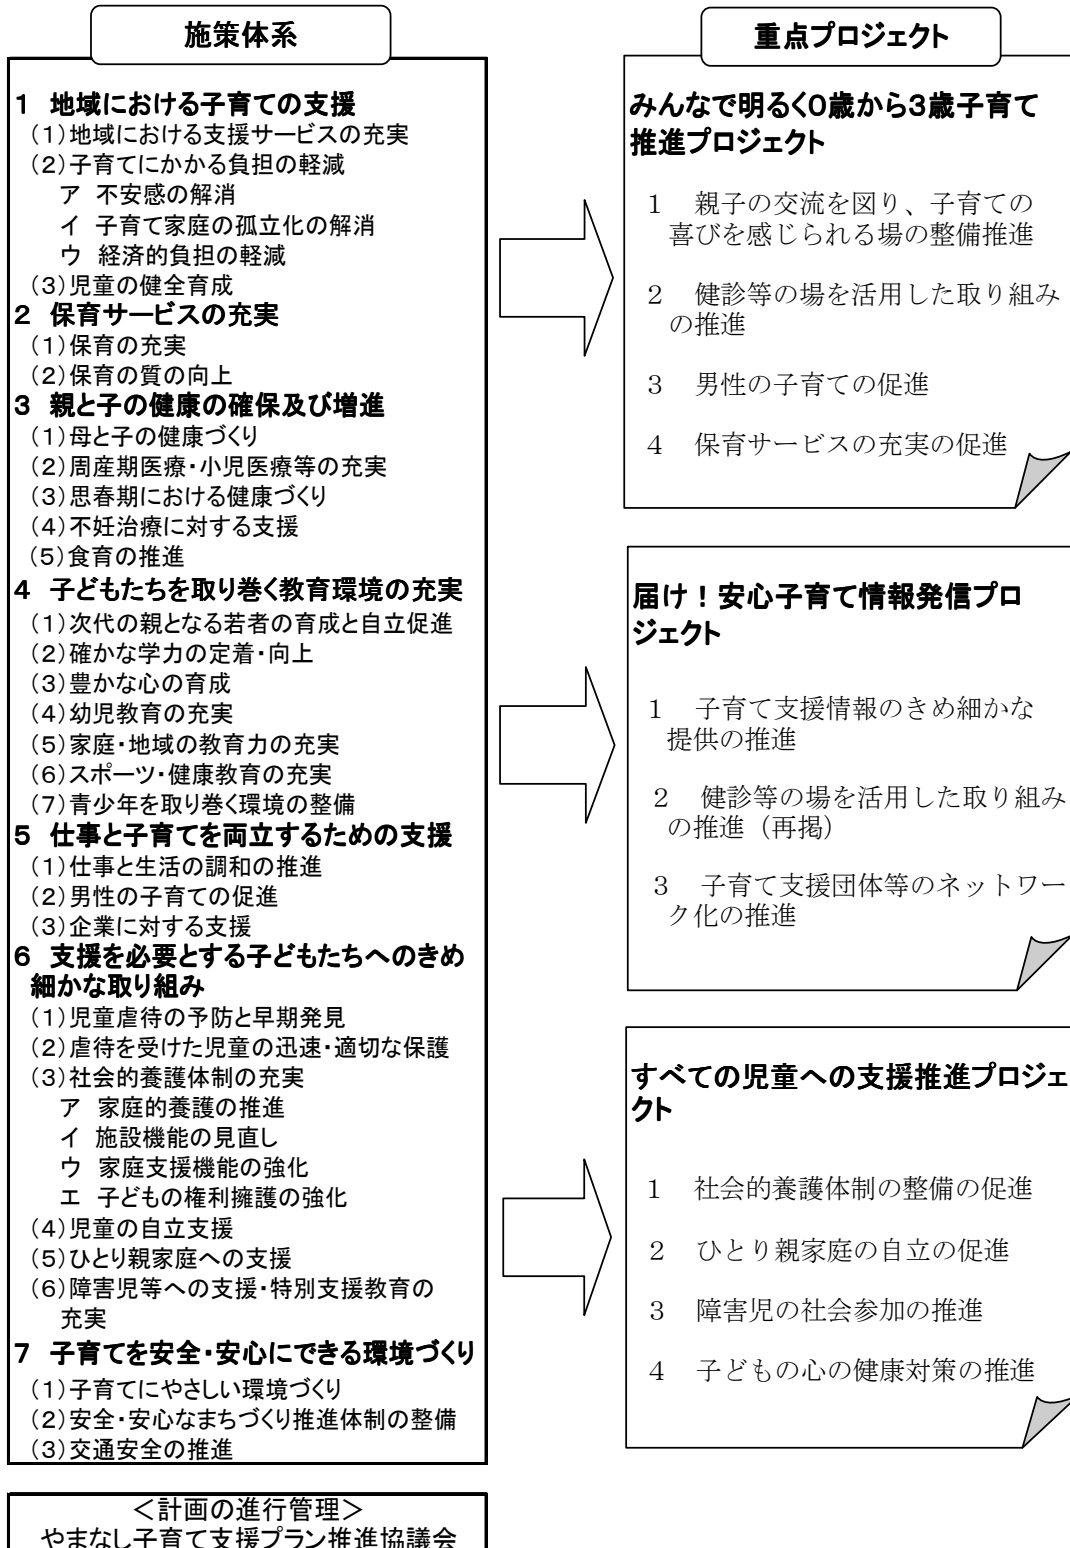 施策体系
1 地域における子育ての支援
(1)地域における支援サービスの充実
(2)子育てにかかる負担の軽減
ア 不安感の解消
イ 子育て家庭の孤立化の解消
ウ 経済的負担の軽減
(3)児童の健全育成
2 保育サービスの充実
(1)保育の充実
(2)保育の質の向上
3 親と子の健康の確保及び増進
(1)母と子の健康づくり
(2)周産期医療・小児医療等の充実
(3)思春期における健康づくり
(4)不妊治療に対する支援
(5)食育の推進
4 子どもたちを取り巻く教育環境の充実
(1)次代の親となる若者の育成と自立促進
(2)確かな学力の定着・向上
(3)豊かな心の育成
(4)幼児教育の充実
(5)家庭・地域の教育力の充実
(6)スポーツ・健康教育の充実
(7)青少年を取り巻く環境の整備
5 仕事と子育てを両立するための支援
(1)仕事と生活の調和の推進
(2)男性の子育ての促進
(3)企業に対する支援
6 支援を必要とする子どもたちへのきめ
細かな取り組み
(1)児童虐待の予防と早期発見
(2)虐待を受けた児童の迅速・適切な保護
(3)社会的養護体制の充実
ア 家庭的養護の推進
イ 施設機能の見直し
ウ 家庭支援機能の強化
エ 子どもの権利擁護の強化
(4)児童の自立支援
(5)ひとり親家庭への支援
(6)障害児等への支援・特別支援教育の
充実
7 子育てを安全・安心にできる環境づくり
(1)子育てにやさしい環境づくり
(2)安全・安心なまちづくり推進体制の整備
(3)交通安全の推進
<計画の進行管理>
やまなし子育て支援プラン推進協議会
重点プロジェクト
みんなで明るく0歳から3歳子育て
推進プロジェクト
1 親子の交流を図り、子育ての
喜びを感じられる場の整備推進
2 健診等の場を活用した取り組み
の推進
3 男性の子育ての促進
4 保育サービスの充実の促進
届け!安心子育て情報発信プロ
ジェクト
1 子育て支援情報のきめ細かな
提供の推進
2 健診等の場を活用した取り組み
の推進(再掲)
3 子育て支援団体等のネットワー
ク化の推進
すべての児童への支援推進プロジェ
クト
1 社会的養護体制の整備の促進
2 ひとり親家庭の自立の促進
3 障害児の社会参加の推進
4 子どもの心の健康対策の推進